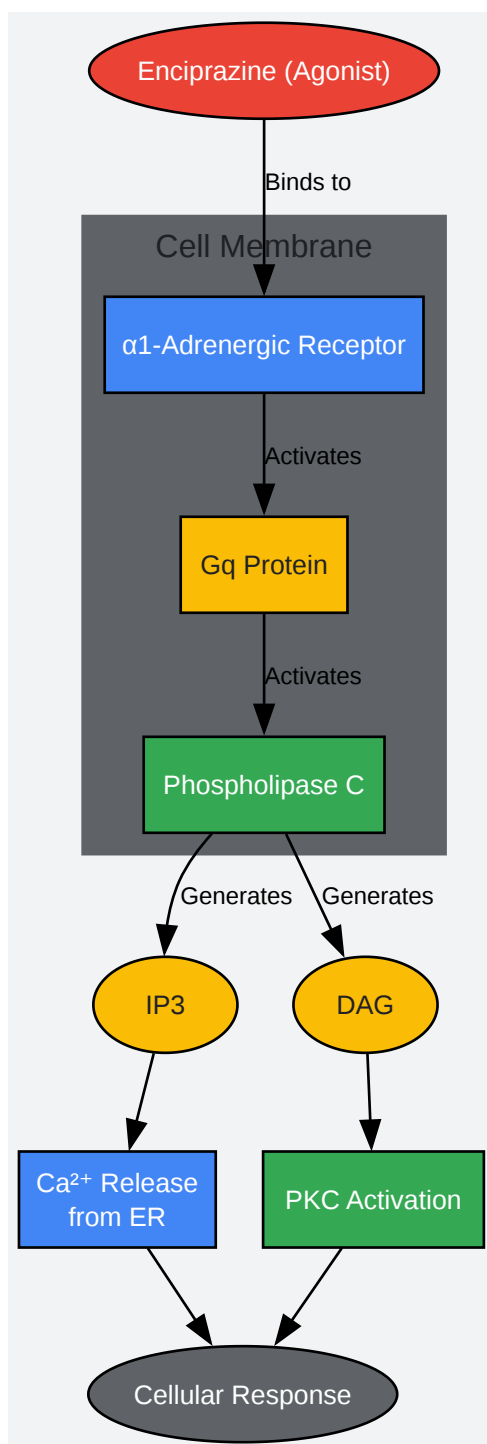 Enciprazine (Agonist)
Binds to
Cell Membrane
α1-Adrenergic Receptor
Activates
Gq Protein
Activates
Phospholipase C
Generates
Generates
IP3
DAG
Ca²⁺ Release
from ER
PKC Activation
Cellular Response